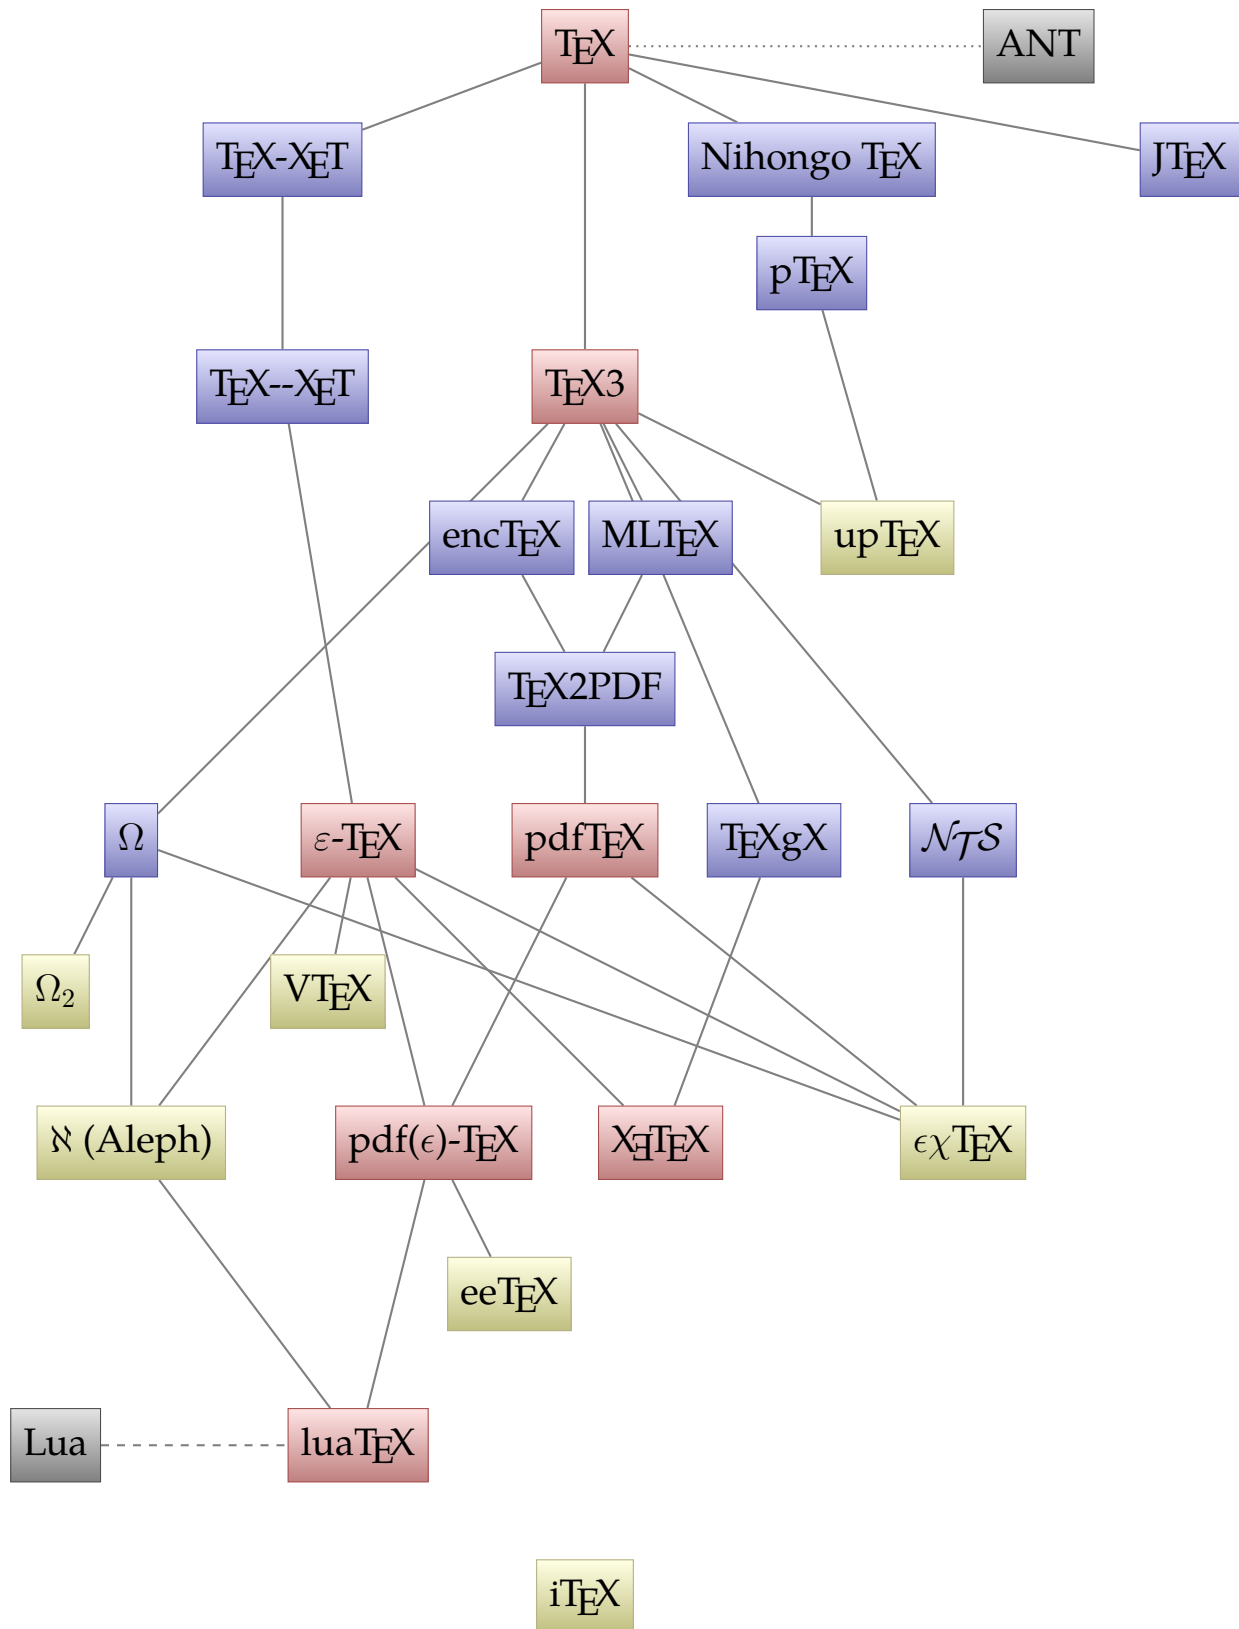 TEX
ANT
TEX-XET
Nihongo TEX
JTEX
pTEX
TEX--XET
TEX3
encTEX
MLTEX
upTEX
TEX2PDF
Ω
ε-TEX
pdfTEX
TEXgX
NTS
Ω₂
VTEX
ℵ (Aleph)
pdf(ϵ)-TEX
XƎTEX
ϵχTEX
eeTEX
Lua
luaTEX
iTEX